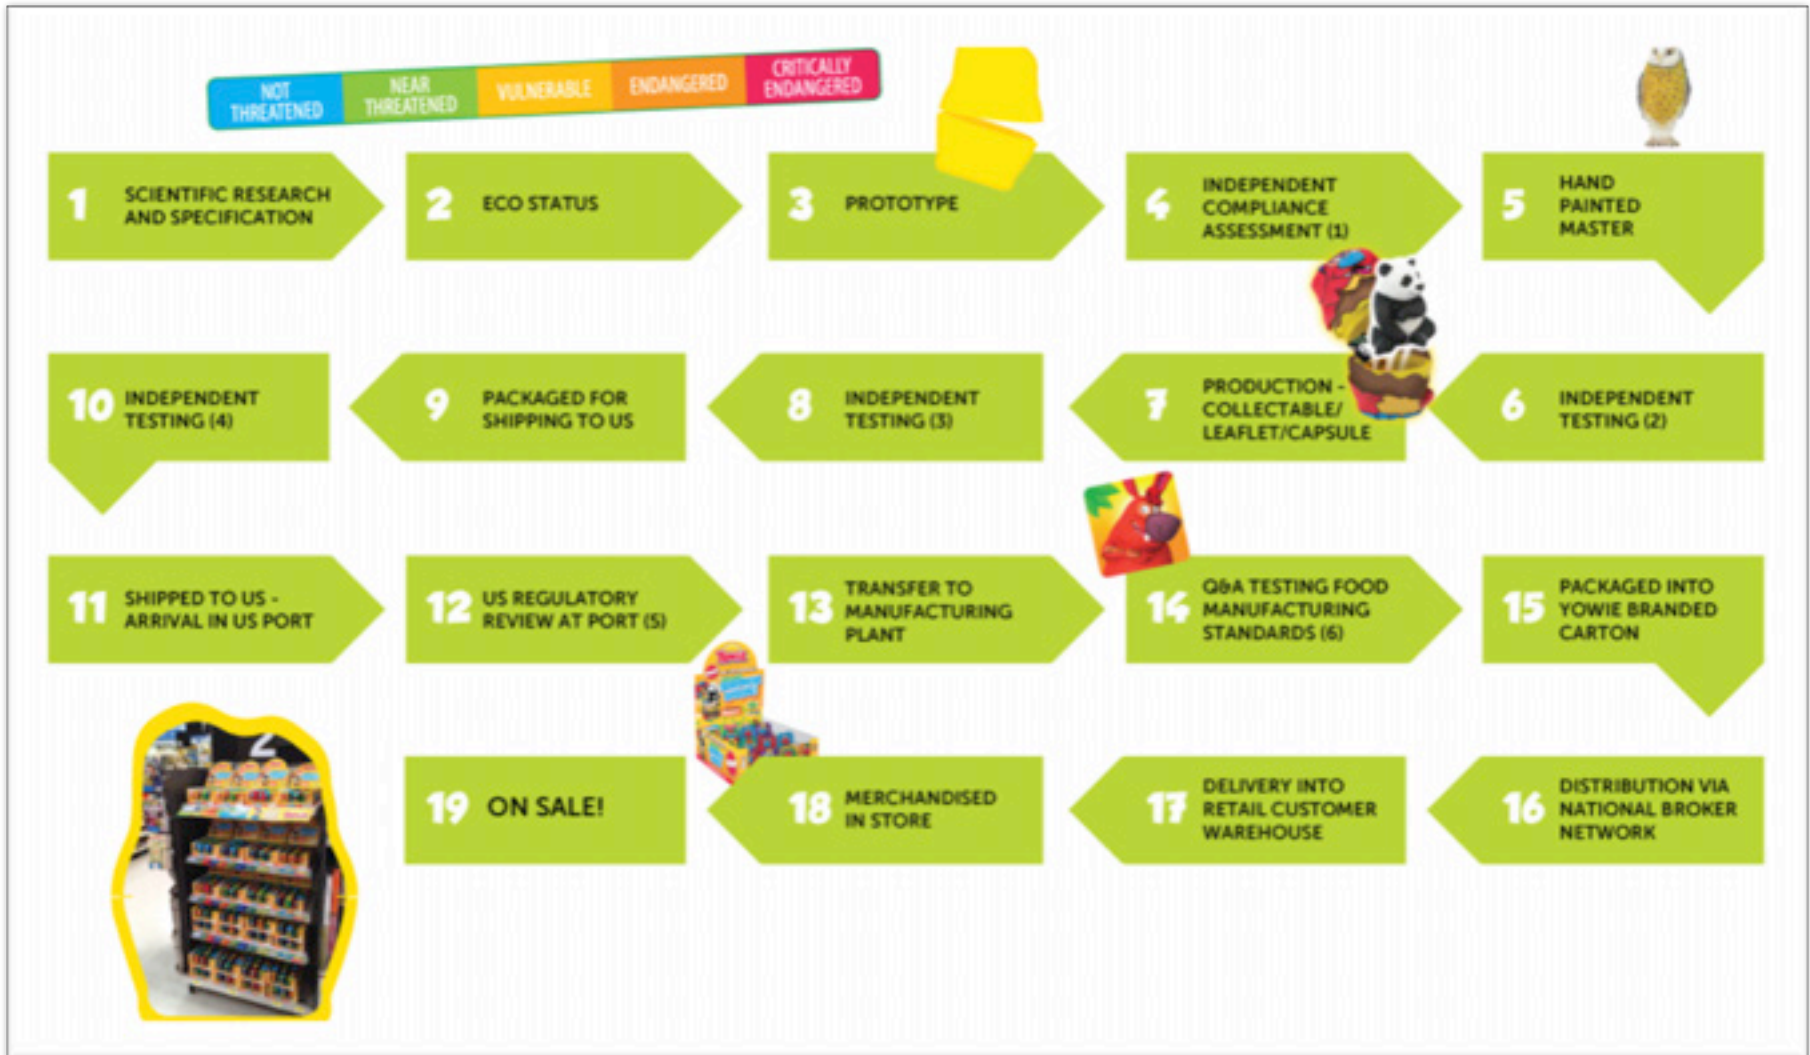 NOT
THREATENED
NEAR
THREATENED
VULNERABLE
ENDANGERED
CRITICALLY
ENDANGERED
1
SCIENTIFIC RESEARCH
AND SPECIFICATION
2
ECO STATUS
3
PROTOTYPE
4
INDEPENDENT
COMPLIANCE
ASSESSMENT (1)
5
HAND
PAINTED
MASTER
6
INDEPENDENT
TESTING (2)
7
PRODUCTION -
COLLECTABLE/
LEAFLET/CAPSULE
8
INDEPENDENT
TESTING (3)
9
PACKAGED FOR
SHIPPING TO US
10
INDEPENDENT
TESTING (4)
11
SHIPPED TO US -
ARRIVAL IN US PORT
12
US REGULATORY
REVIEW AT PORT (5)
13
TRANSFER TO
MANUFACTURING
PLANT
14
Q&A TESTING FOOD
MANUFACTURING
STANDARDS (6)
15
PACKAGED INTO
YOWIE BRANDED
CARTON
16
DISTRIBUTION VIA
NATIONAL BROKER
NETWORK
17
DELIVERY INTO
RETAIL CUSTOMER
WAREHOUSE
18
MERCHANDISED
IN STORE
19
ON SALE!
2